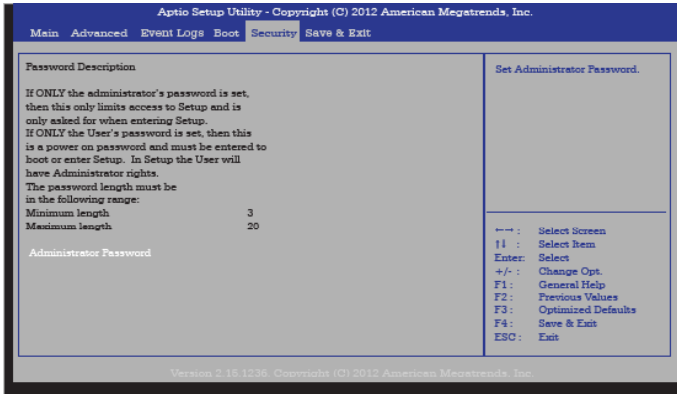 Aptio Setup Utility - Copyright (C) 2012 American Megatrends, Inc.
Main Advanced Event Logs Boot Security Save & Exit
Password Description
If ONLY the administrator's password is set,
then this only limits access to Setup and is
only asked for when entering Setup.
If ONLY the User's password is set, then this
is a power on password and must be entered to
boot or enter Setup. In Setup the User will
have Administrator rights.
The password length must be
in the following range:
Minimum length 3
Maximum length 20
Administrator Password
Set Administrator Password.
←→ : Select Screen
↑↓ : Select Item
Enter: Select
+/- : Change Opt.
F1 : General Help
F2 : Previous Values
F3 : Optimized Defaults
F4 : Save & Exit
ESC : Exit
Version 2.15.1236. Copyright (C) 2012 American Megatrends, Inc.